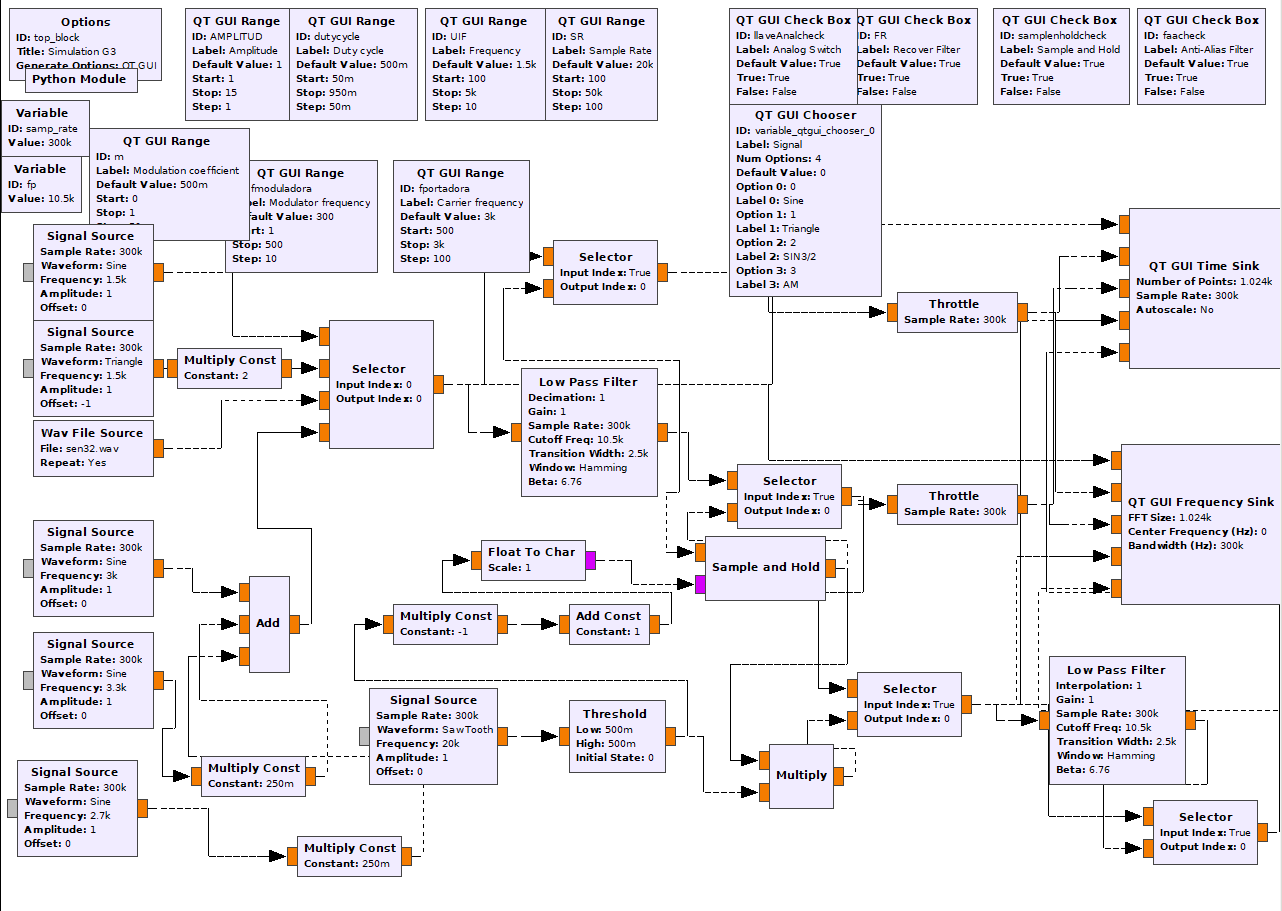 Options
ID: top_block
Title: Simulation G3
Generate Options: QT GUI
Python Module
QT GUI Range
ID: AMPLITUD
Label: Amplitude
Default Value: 1
Start: 1
Stop: 15
Step: 1
QT GUI Range
ID: dutycycle
Label: Duty cycle
Default Value: 500m
Start: 50m
Stop: 950m
Step: 50m
QT GUI Range
ID: UIF
Label: Frequency
Default Value: 1.5k
Start: 100
Stop: 5k
Step: 10
QT GUI Range
ID: SR
Label: Sample Rate
Default Value: 20k
Start: 100
Stop: 50k
Step: 100
QT GUI Check Box
ID: llaveAnalcheck
Label: Analog Switch
Default Value: True
True: True
False: False
QT GUI Check Box
ID: FR
Label: Recover Filter
Default Value: True
True: True
False: False
QT GUI Check Box
ID: samplenholdcheck
Label: Sample and Hold
Default Value: True
True: True
False: False
QT GUI Check Box
ID: faacheck
Label: Anti-Alias Filter
Default Value: True
True: True
False: False
Variable
ID: samp_rate
Value: 300k
Variable
ID: fp
Value: 10.5k
QT GUI Range
ID: m
Label: Modulation coefficient
Default Value: 500m
Start: 0
Stop: 1
QT GUI Range
fmoduladora
bel: Modulator frequency
efault Value: 300
rt: 1
Stop: 500
Step: 10
QT GUI Range
ID: fportadora
Label: Carrier frequency
Default Value: 3k
Start: 500
Stop: 3k
Step: 100
QT GUI Chooser
ID: variable_qtgui_chooser_0
Label: Signal
Num Options: 4
Default Value: 0
Option 0: 0
Label 0: Sine
Option 1: 1
Label 1: Triangle
Option 2: 2
Label 2: SIN3/2
Option 3: 3
Label 3: AM
Signal Source
Sample Rate: 300k
Waveform: Sine
Frequency: 1.5k
Amplitude: 1
Offset: 0
Selector
Input Index: True
Output Index: 0
QT GUI Time Sink
Number of Points: 1.024k
Sample Rate: 300k
Autoscale: No
Throttle
Sample Rate: 300k
Signal Source
Sample Rate: 300k
Waveform: Triangle
Frequency: 1.5k
Amplitude: 1
Offset: -1
Multiply Const
Constant: 2
Selector
Input Index: 0
Output Index: 0
Low Pass Filter
Decimation: 1
Gain: 1
Sample Rate: 300k
Cutoff Freq: 10.5k
Transition Width: 2.5k
Window: Hamming
Beta: 6.76
Wav File Source
File: sen32.wav
Repeat: Yes
Selector
Input Index: True
Output Index: 0
Throttle
Sample Rate: 300k
QT GUI Frequency Sink
FFT Size: 1.024k
Center Frequency (Hz): 0
Bandwidth (Hz): 300k
Signal Source
Sample Rate: 300k
Waveform: Sine
Frequency: 3k
Amplitude: 1
Offset: 0
Float To Char
Scale: 1
Sample and Hold
Add
Multiply Const
Constant: -1
Add Const
Constant: 1
Signal Source
Sample Rate: 300k
Waveform: Sine
Frequency: 3.3k
Amplitude: 1
Offset: 0
Signal Source
Sample Rate: 300k
Waveform: SawTooth
Frequency: 20k
Amplitude: 1
Offset: 0
Threshold
Low: 500m
High: 500m
Initial State: 0
Selector
Input Index: True
Output Index: 0
Low Pass Filter
Interpolation: 1
Gain: 1
Sample Rate: 300k
Cutoff Freq: 10.5k
Transition Width: 2.5k
Window: Hamming
Beta: 6.76
Multiply Const
Constant: 250m
Multiply
Signal Source
Sample Rate: 300k
Waveform: Sine
Frequency: 2.7k
Amplitude: 1
Offset: 0
Multiply Const
Constant: 250m
Selector
Input Index: True
Output Index: 0